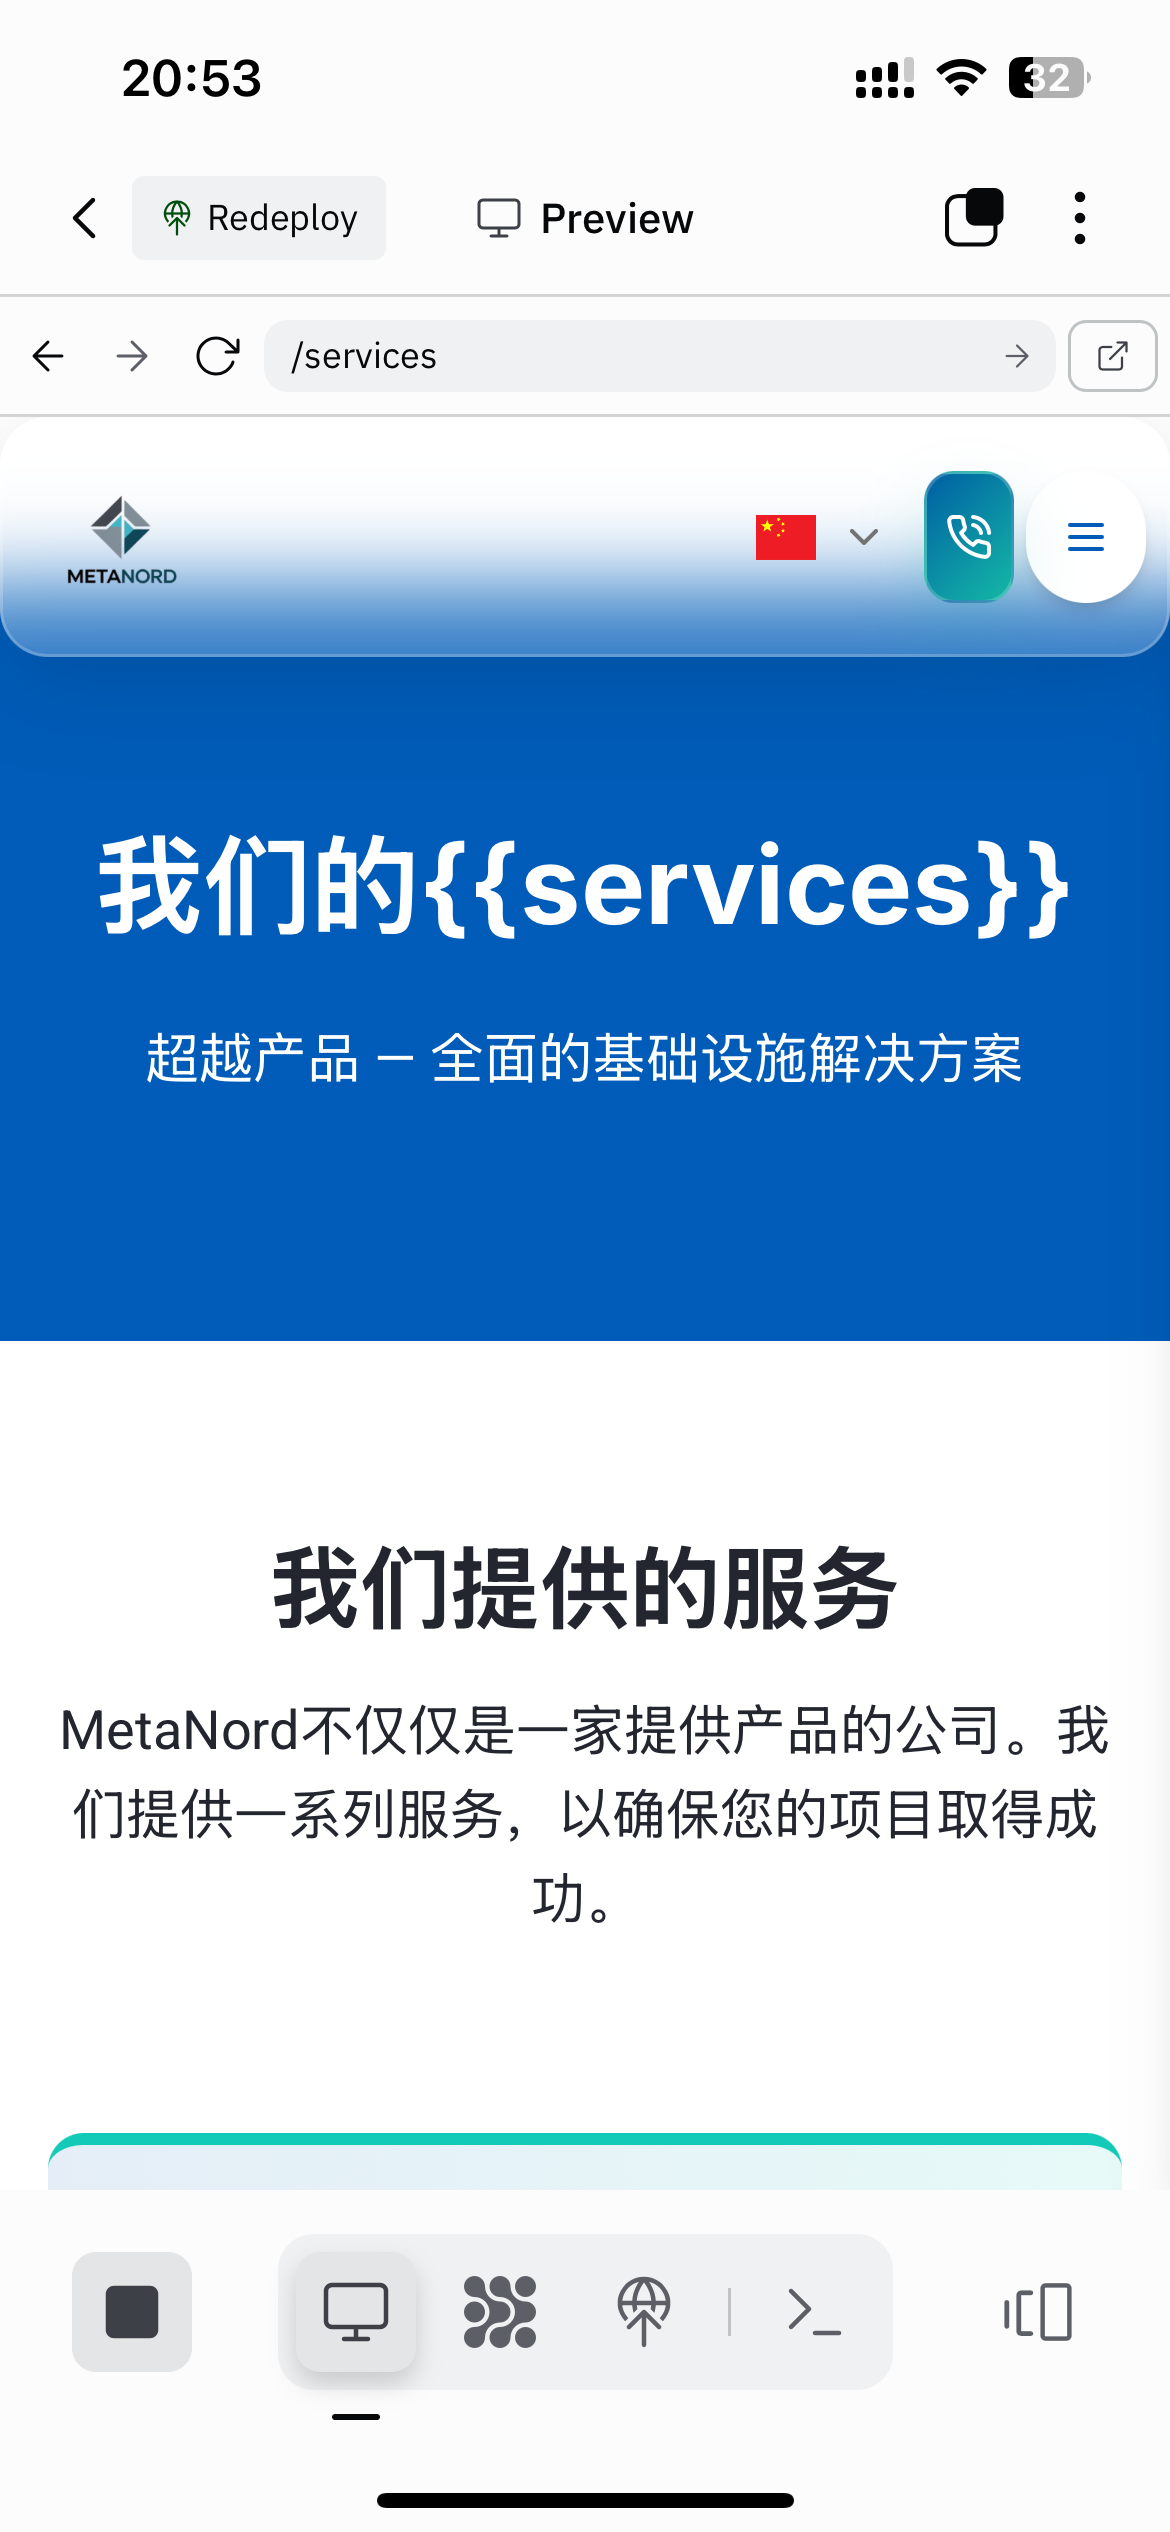 20:53
32
Redeploy
Preview
/services
METANORD
我们的{{services}}
超越产品 – 全面的基础设施解决方案
我们提供的服务
MetaNord不仅仅是一家提供产品的公司。我
们提供一系列服务，以确保您的项目取得成
功。